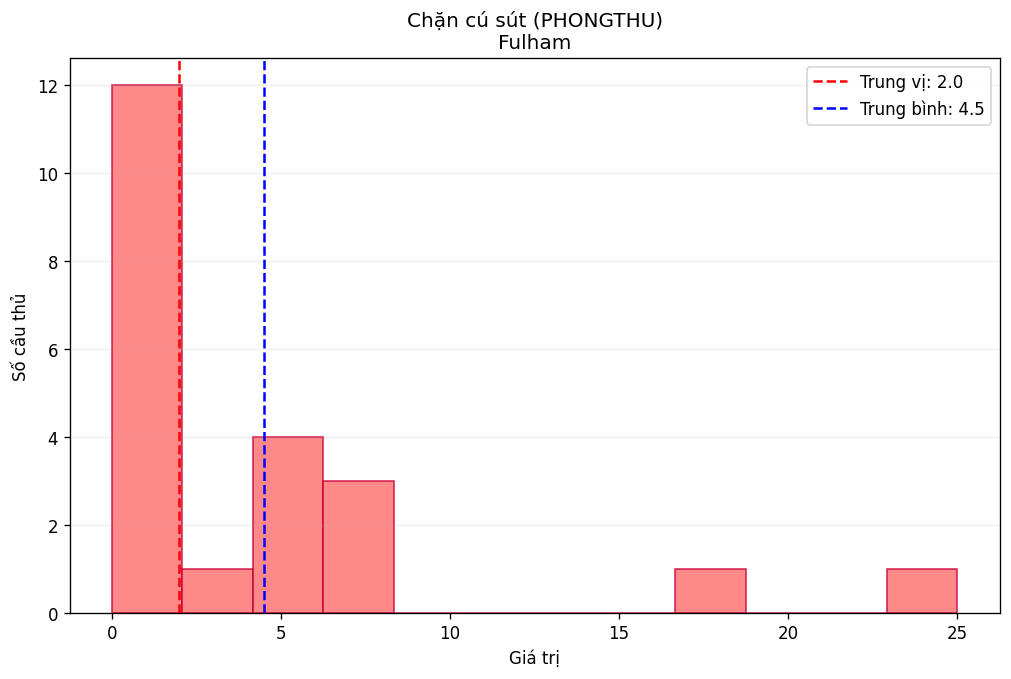 Chặn cú sút (PHONGTHU)
Fulham
Trung vị: 2.0
Trung bình: 4.5
Số cầu thủ
12
10
8
6
4
2
0
0 5 10 15 20 25
Giá trị